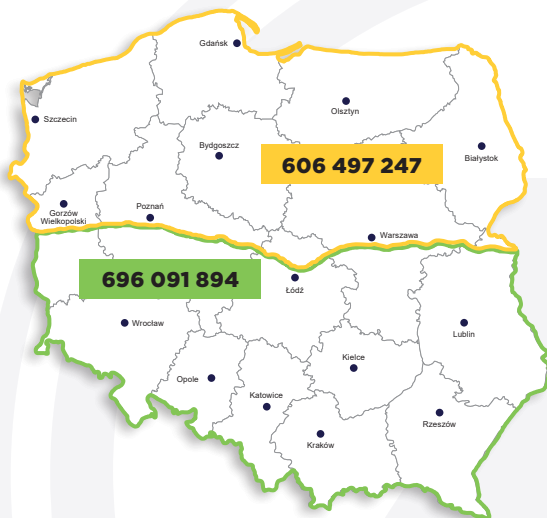 Gdańsk
Olsztyn
Szczecin
Bydgoszcz
606 497 247
Białystok
Gorzów
Wielkopolski
Poznań
Warszawa
696 091 894
Łódź
Wrocław
Lublin
Kielce
Opole
Katowice
Rzeszów
Kraków